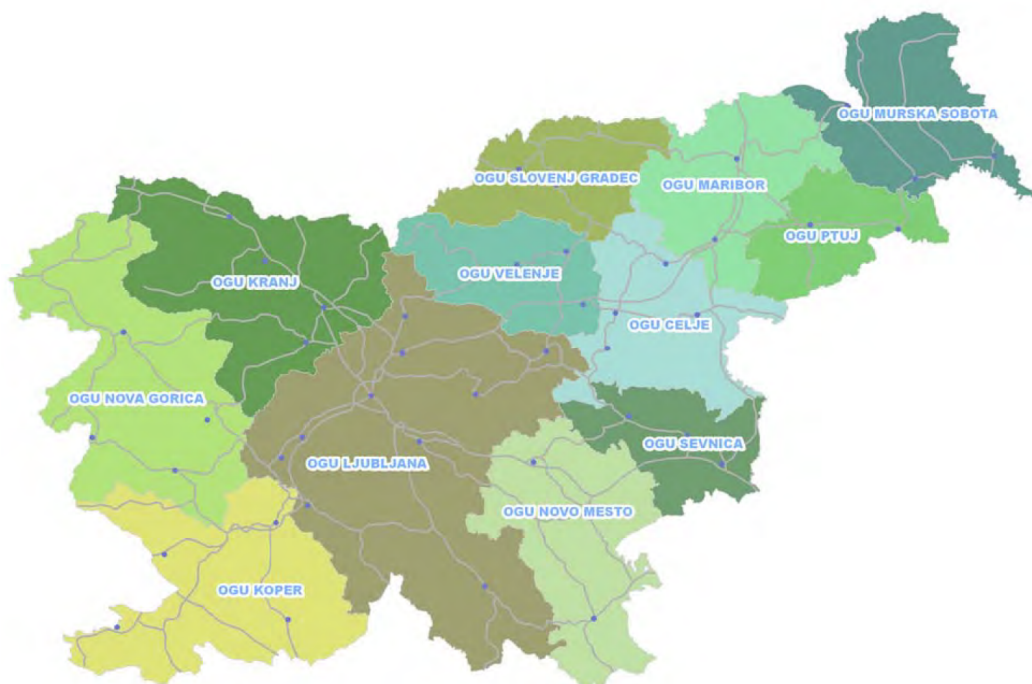 OGU MURSKA SOBOTA
OGU SLOVENJ GRADEC
OGU MARIBOR
OGU PTUJ
OGU VELENJE
OGU KRANJ
OGU CELJE
OGU NOVA GORICA
OGU SEVNICA
OGU LJUBLJANA
OGU NOVO MESTO
OGU KOPER